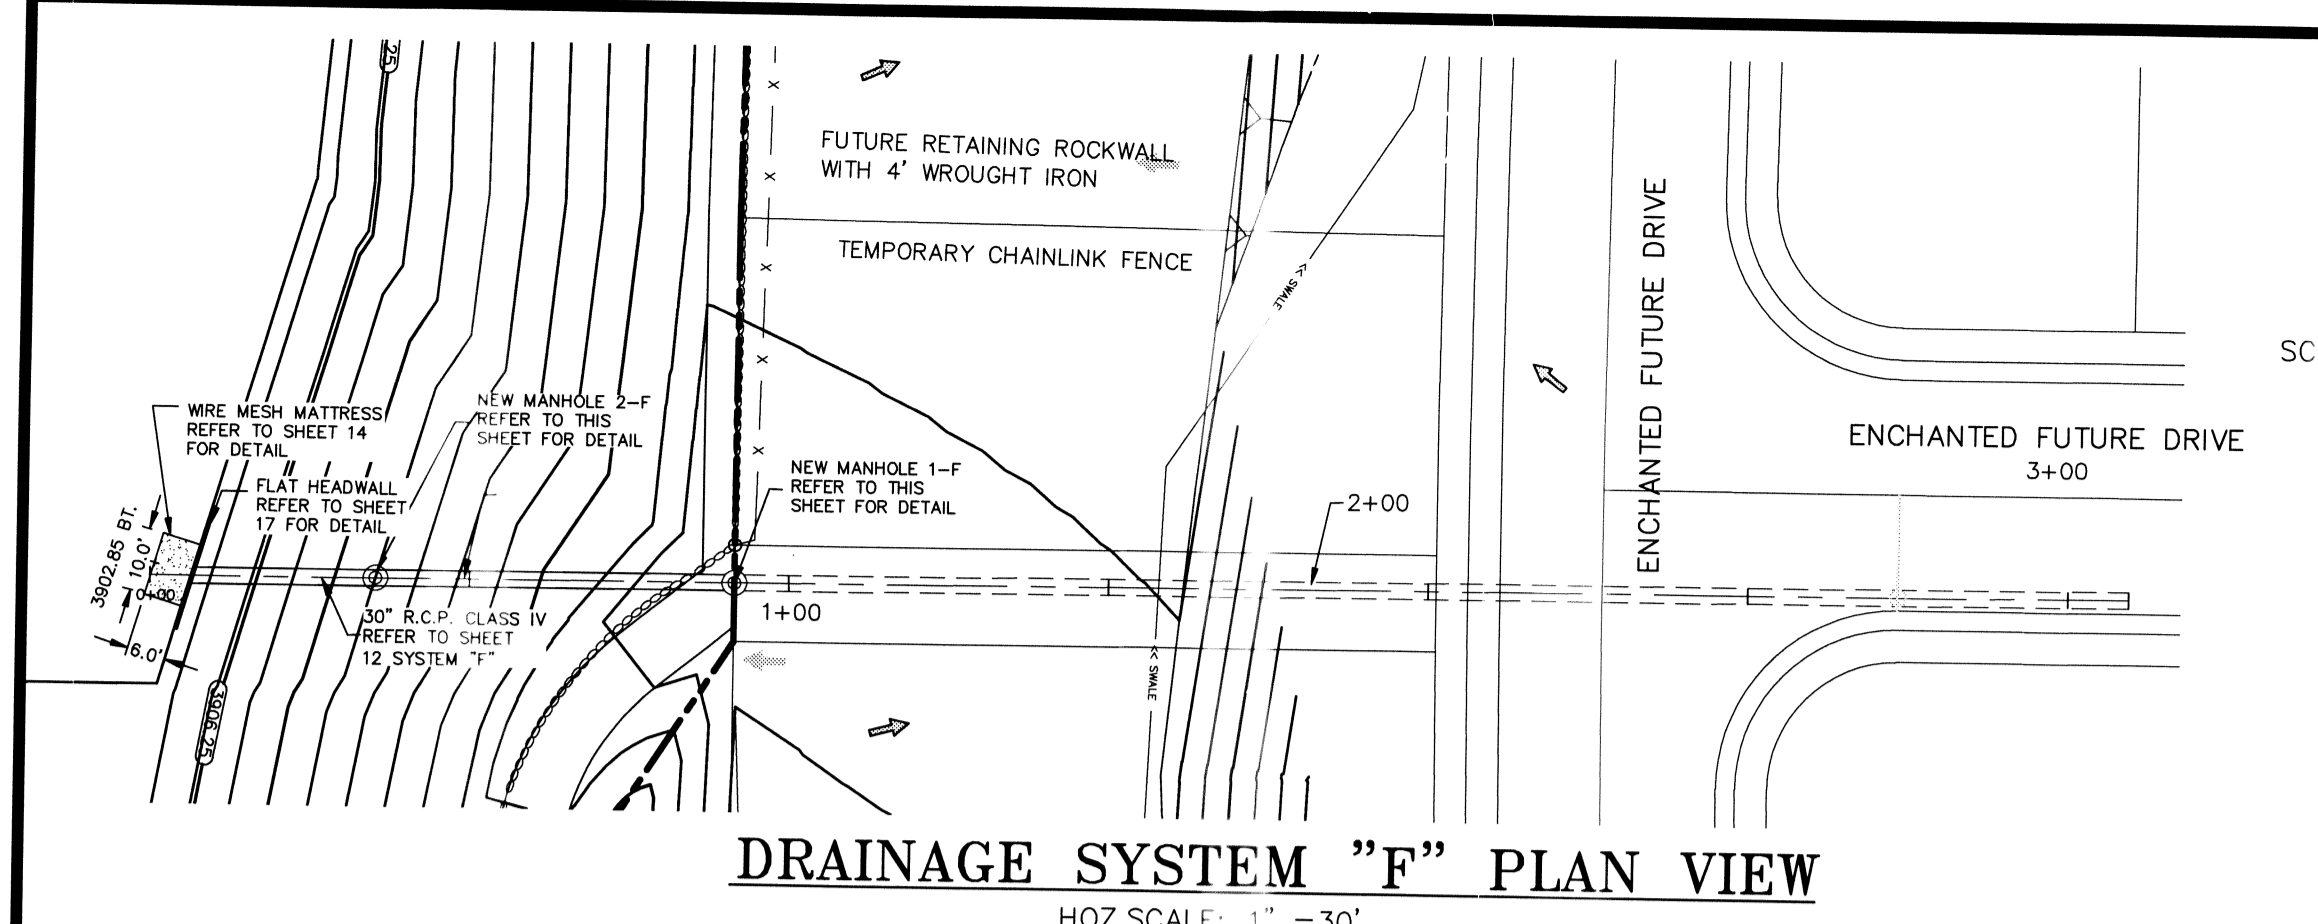 25
FUTURE RETAINING ROCKWALL
WITH 4' WROUGHT IRON
TEMPORARY CHAINLINK FENCE
<< SWALE
ENCHANTED FUTURE DRIVE
SC
ENCHANTED FUTURE DRIVE
3+00
WIRE MESH MATTRESS
REFER TO SHEET 14
FOR DETAIL
NEW MANHOLE 2-F
REFER TO THIS
SHEET FOR DETAIL
FLAT HEADWALL
REFER TO SHEET
17 FOR DETAIL
NEW MANHOLE 1-F
REFER TO THIS
SHEET FOR DETAIL
2+00
3902.85 BT.
10.0'
0+00
6.0'
1+00
30" R.C.P. CLASS IV
REFER TO SHEET
12 SYSTEM "F"
3906.25
<< SWALE
DRAINAGE SYSTEM "F" PLAN VIEW
HOZ SCALE: 1" =30'